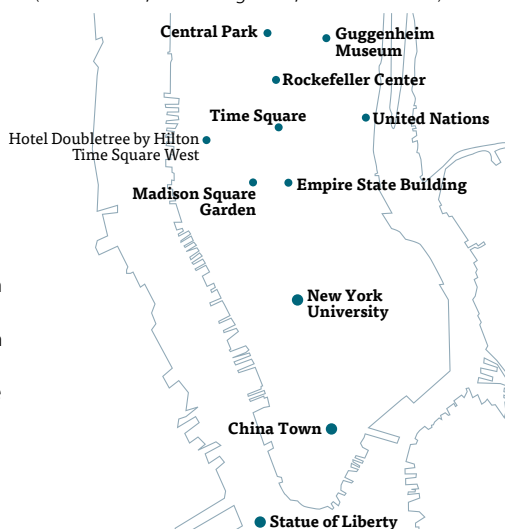 Central Park
Guggenheim
Museum
Rockefeller Center
Time Square
United Nations
Hotel Doubletree by Hilton
Time Square West
Madison Square
Garden
Empire State Building
New York
University
China Town
Statue of Liberty